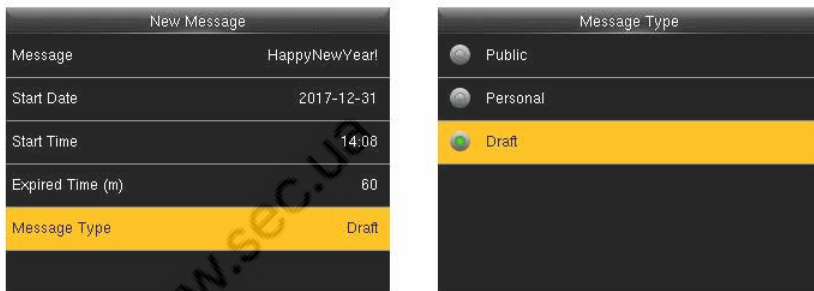 New Message
Message HappyNewYear!
Start Date 2017-12-31
Start Time 14:08
Expired Time (m) 60
Message Type Draft
Message Type
Public
Personal
Draft
w.sec.ua